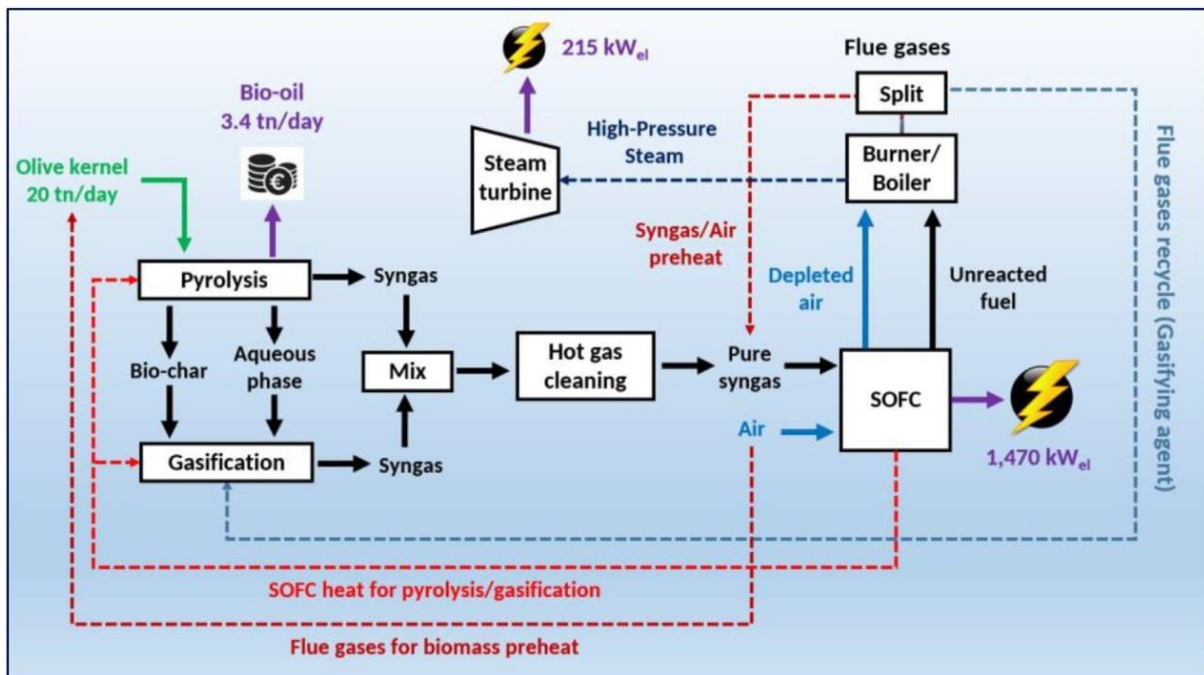 215 kWel
Flue gases
Split
Bio-oil
3.4 tn/day
High-Pressure
Steam
Burner/
Boiler
Steam
turbine
Olive kernel
20 tn/day
€
Syngas/Air
preheat
Flue gases recycle (Gasifying agent)
Pyrolysis
Syngas
Depleted
air
Unreacted
fuel
Bio-char
Aqueous
phase
Mix
Hot gas
cleaning
Pure
syngas
SOFC
Air
Gasification
Syngas
1,470 kWel
SOFC heat for pyrolysis/gasification
Flue gases for biomass preheat